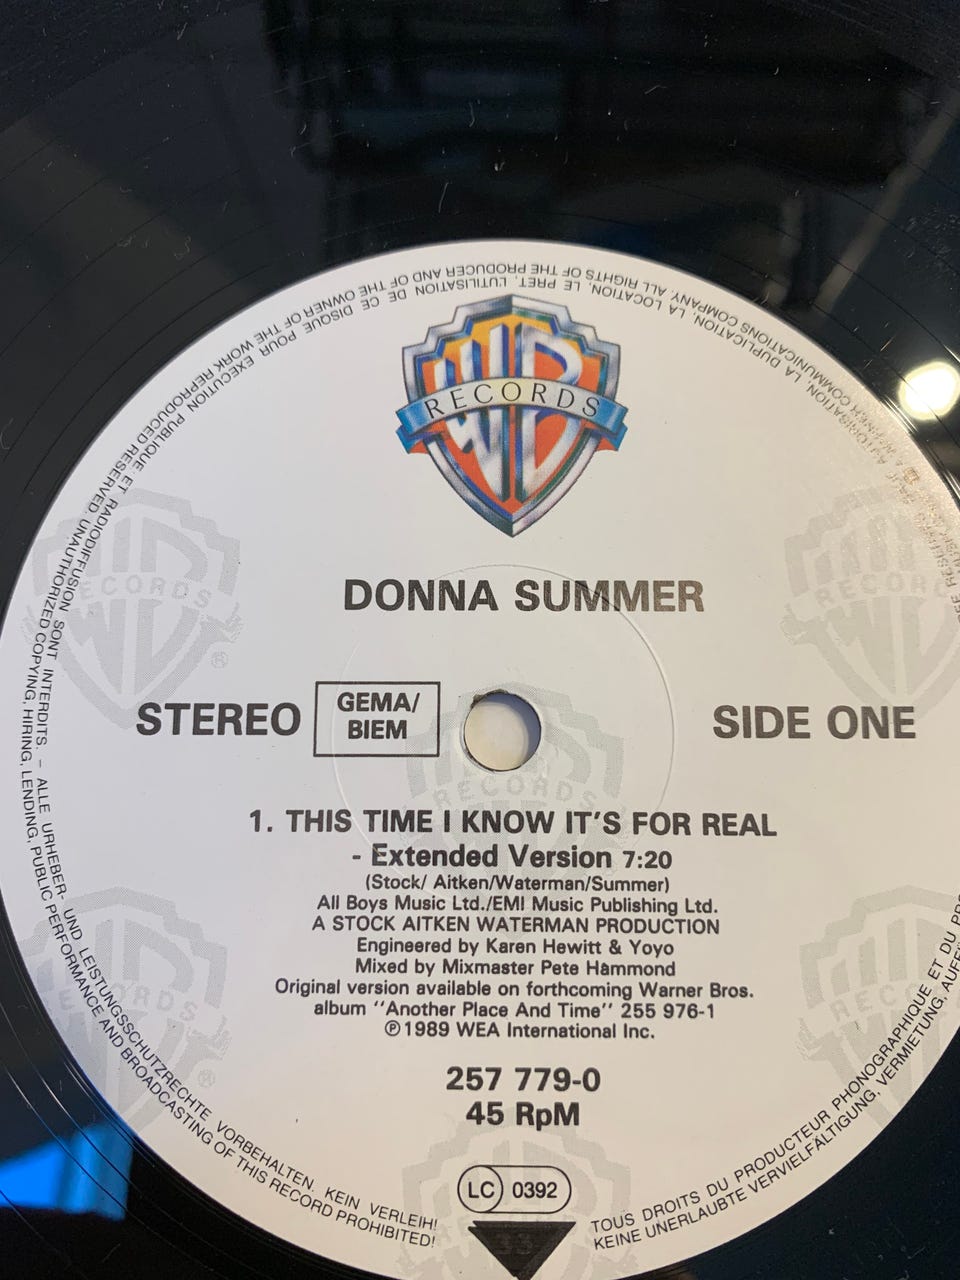 WB
RECORDS
DONNA SUMMER
STEREO
GEMA/
BIEM
SIDE ONE
1. THIS TIME I KNOW IT'S FOR REAL
- Extended Version 7:20
(Stock/ Aitken/Waterman/Summer)
All Boys Music Ltd./EMI Music Publishing Ltd.
A STOCK AITKEN WATERMAN PRODUCTION
Engineered by Karen Hewitt & Yoyo
Mixed by Mixmaster Pete Hammond
Original version available on forthcoming Warner Bros.
album "Another Place And Time" 255 976-1
℗1989 WEA International Inc.
257 779-0
45 RpM
LC 0392
33
TOUS DROITS DU PRODUCTEUR PHONOGRAPHIQUE ET DU
AUTORISATION, LA DUPLICATION, LA LOCATION, LE PRET, L'UTILISATION DE CE DISQUE POUR EXECUTION PUBLIQUE ET RADIODIFFUSION SONT INTERDITS. – ALLE URHEBER- UND LEISTUNGSSCHUTZRECHTE VORBEHALTEN. KEIN VERLEIH!
KEINE UNERLAUBTE VERVIELFÄLTIGUNG, VERMIETUNG,
A WARNER COMMUNICATIONS COMPANY. ALL RIGHTS OF THE PRODUCER AND OF THE OWNER OF THE WORK REPRODUCED RESERVED. UNAUTHORIZED COPYING, HIRING, LENDING, PUBLIC PERFORMANCE AND BROADCASTING OF THIS RECORD PROHIBITED!